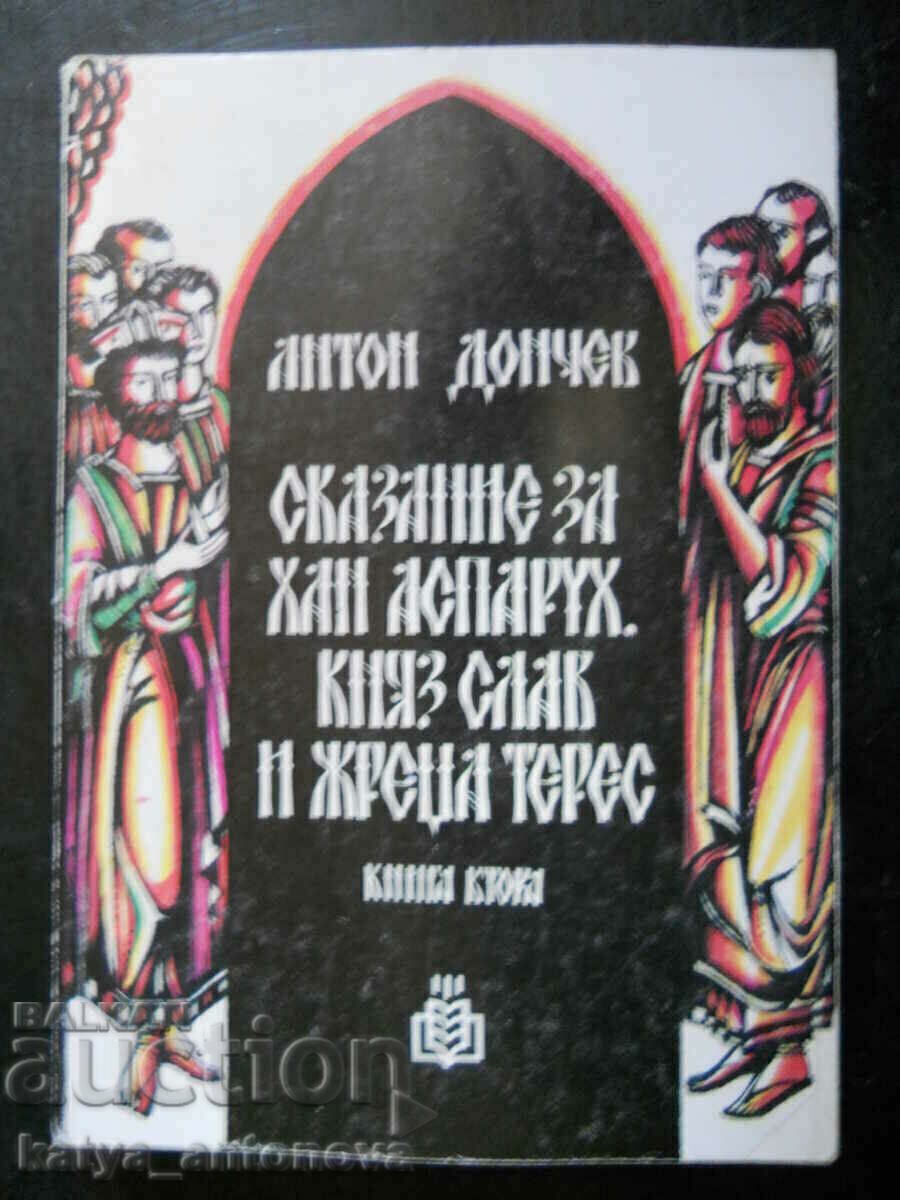 АНТОН ДОНЧЕВ
СКАЗАНИЕ ЗА
ХАН АСПАРУХ,
КНЯЗ СЛАВ
И ЖРЕЦА ТЕРЕС
КНИГА ВТОРА
BALKAN
auction
katya_antonova